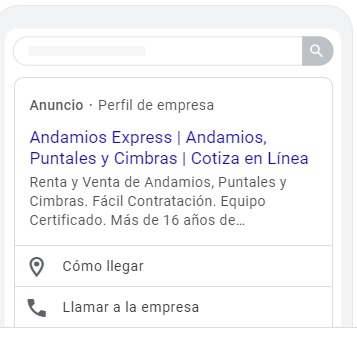 Anuncio · Perfil de empresa
Andamios Express | Andamios,
Puntales y Cimbras | Cotiza en Línea
Renta y Venta de Andamios, Puntales y
Cimbras. Fácil Contratación. Equipo
Certificado. Más de 16 años de…
Cómo llegar
Llamar a la empresa